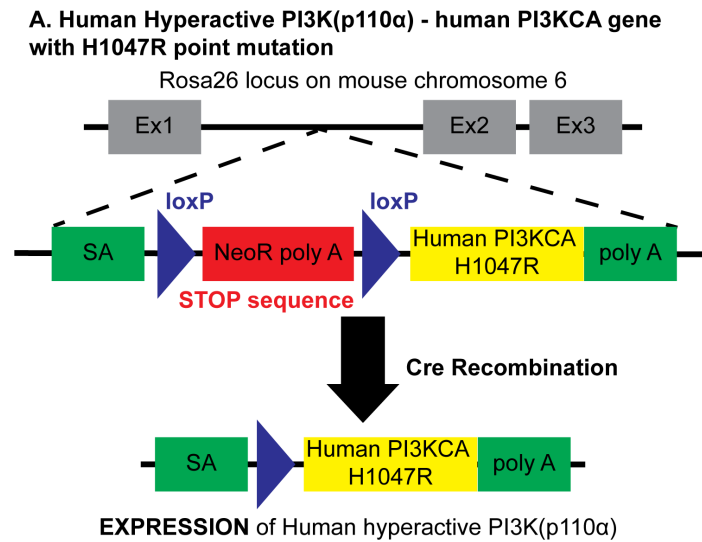 A. Human Hyperactive PI3K(p110α) - human PI3KCA gene
with H1047R point mutation
Rosa26 locus on mouse chromosome 6
Ex1
Ex2
Ex3
loxP
loxP
SA
NeoR poly A
Human PI3KCA
H1047R
poly A
STOP sequence
Cre Recombination
SA
Human PI3KCA
H1047R
poly A
EXPRESSION of Human hyperactive PI3K(p110α)